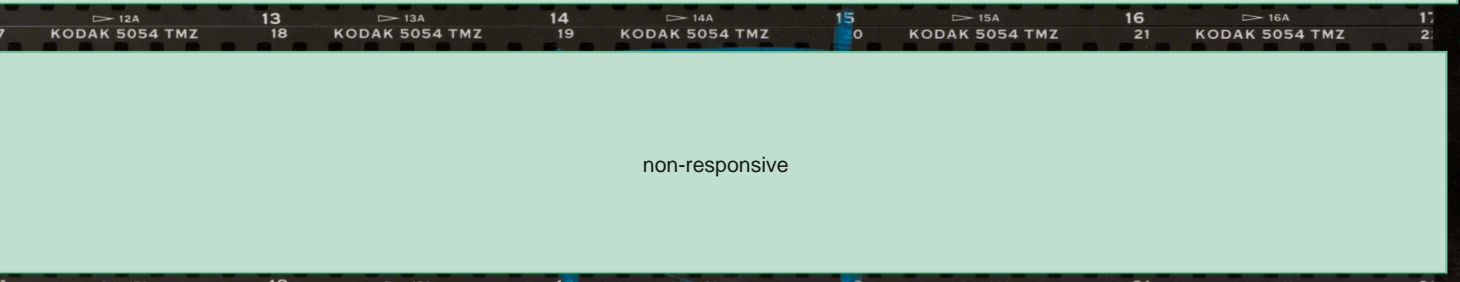 ▷ 12A 13 ▷ 13A 14 ▷ 14A 15 ▷ 15A 16 ▷ 16A
KODAK 5054 TMZ 18 KODAK 5054 TMZ 19 KODAK 5054 TMZ 20 KODAK 5054 TMZ 21 KODAK 5054 TMZ
non-responsive